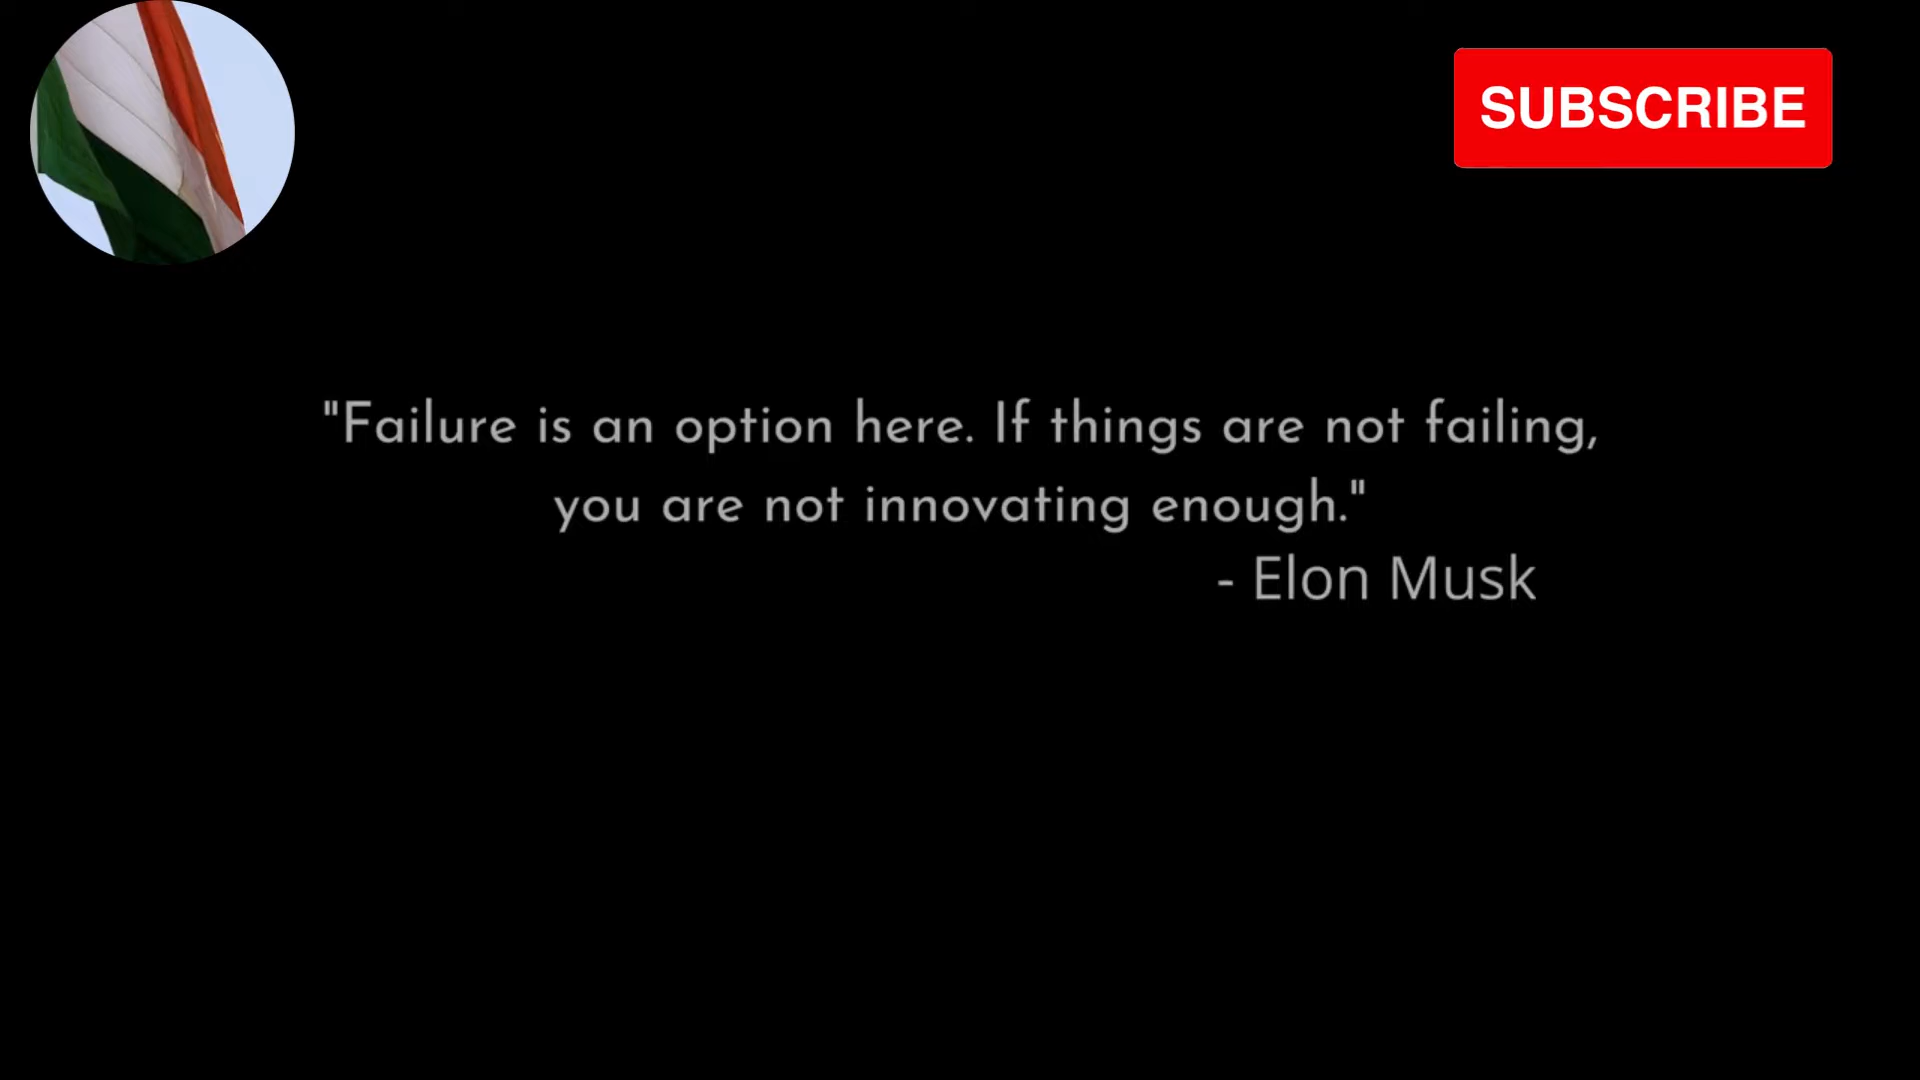 SUBSCRIBE
"Failure is an option here. If things are not failing,
you are not innovating enough."
- Elon Musk